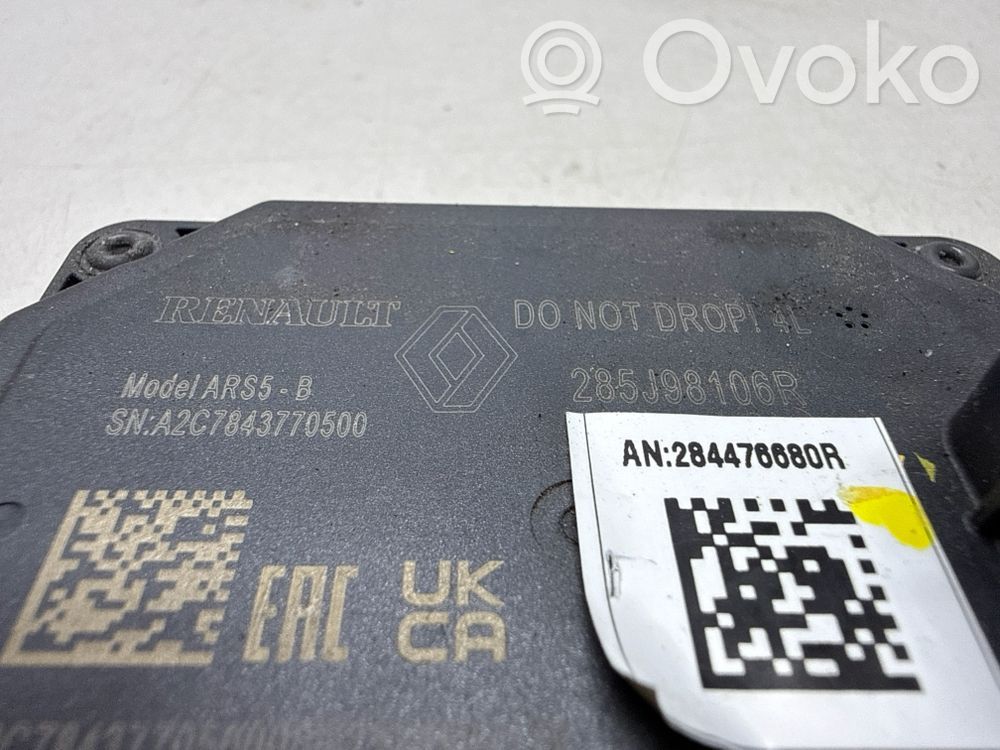 Ovoko
RENAULT
DO NOT DROP! 4L
Model ARS5 - B
285J98106R
SN:A2C7843770500
AN:284476680R
EAC
UK
CA